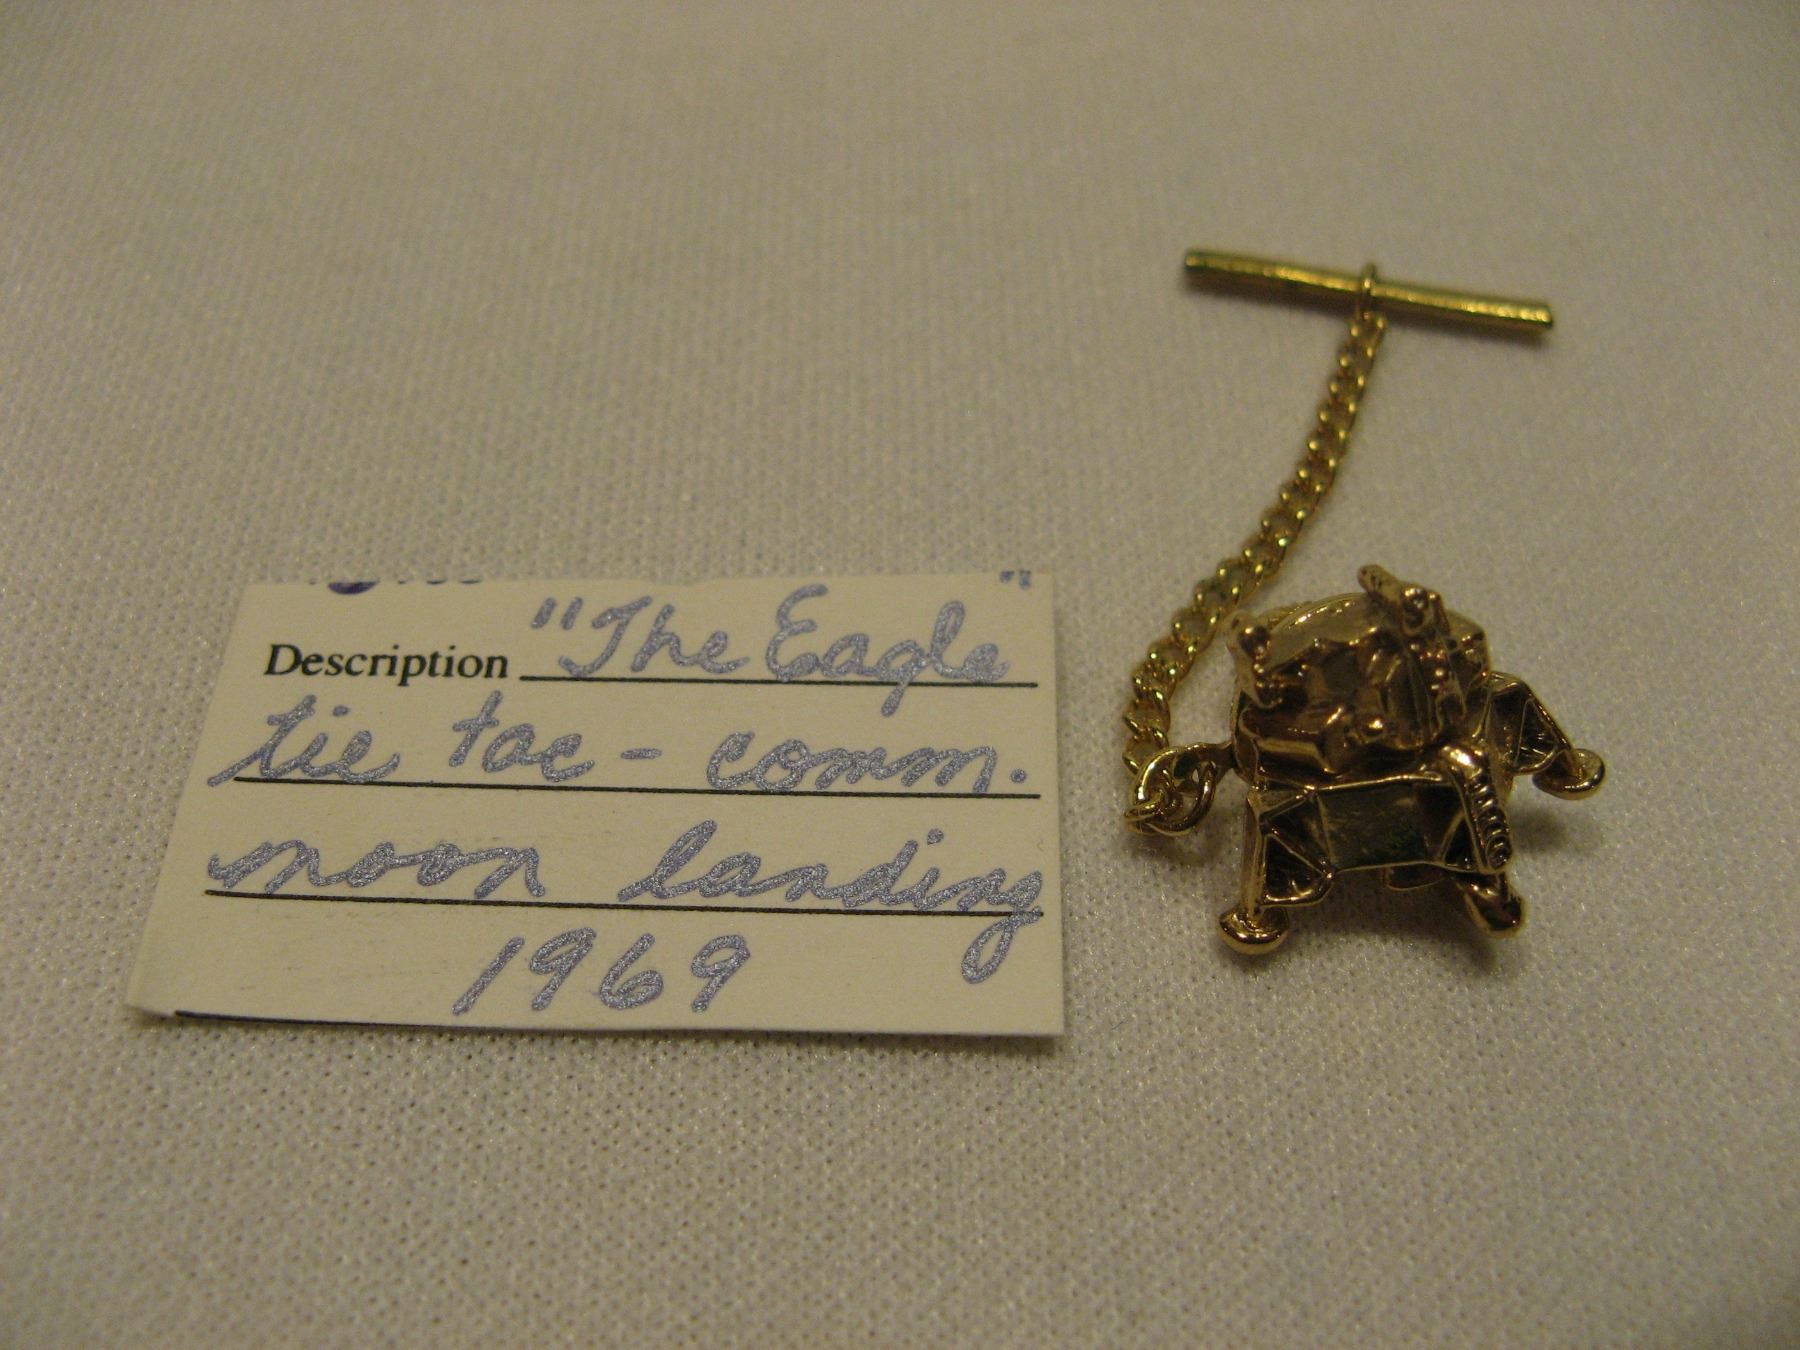 Description "The Eagle"
tie tac - comm.
moon landing
1969